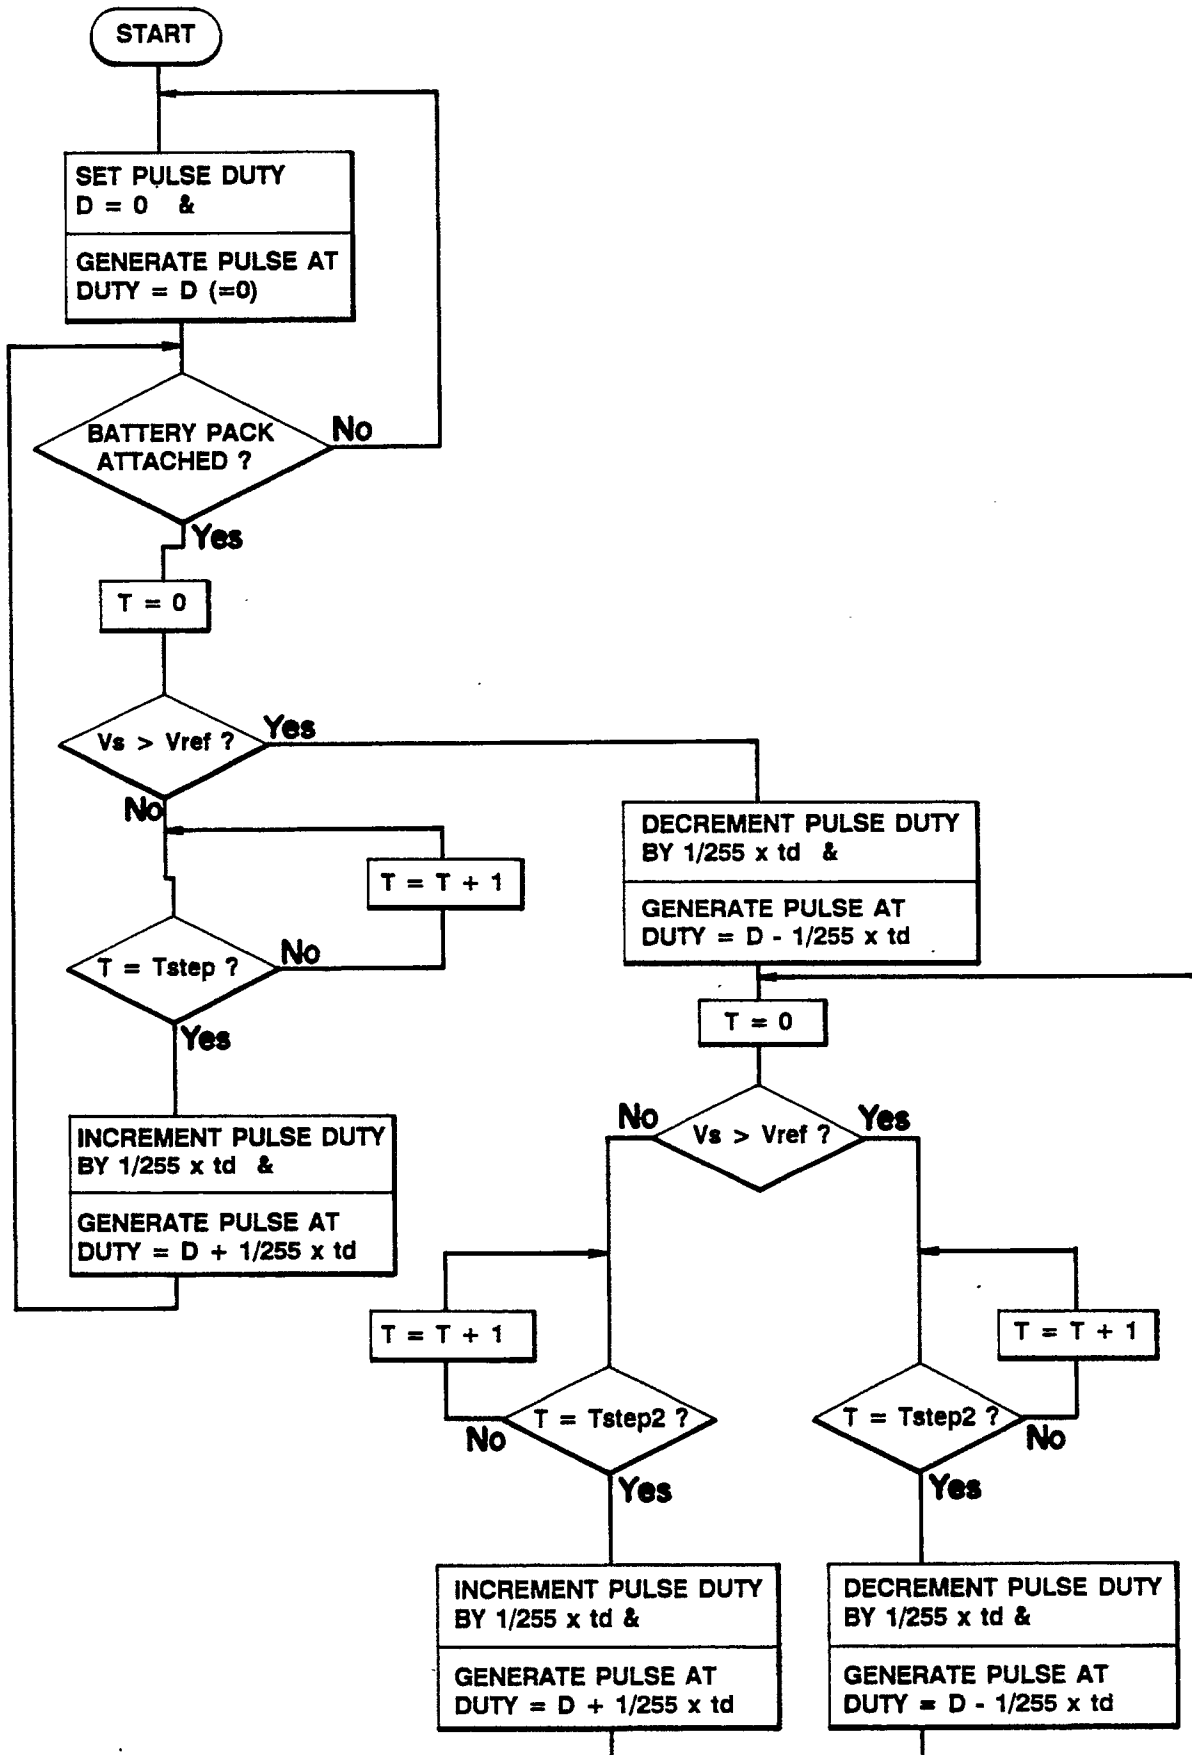 START
SET PULSE DUTY
D = 0 &
GENERATE PULSE AT
DUTY = D (=0)
BATTERY PACK
ATTACHED ?
No
Yes
T = 0
Vs > Vref ?
Yes
No
T = T + 1
T = Tstep ?
No
Yes
INCREMENT PULSE DUTY
BY 1/255 x td &
GENERATE PULSE AT
DUTY = D + 1/255 x td
DECREMENT PULSE DUTY
BY 1/255 x td &
GENERATE PULSE AT
DUTY = D - 1/255 x td
T = 0
No
Vs > Vref ?
Yes
T = T + 1
T = Tstep2 ?
No
Yes
INCREMENT PULSE DUTY
BY 1/255 x td &
GENERATE PULSE AT
DUTY = D + 1/255 x td
T = T + 1
T = Tstep2 ?
No
Yes
DECREMENT PULSE DUTY
BY 1/255 x td &
GENERATE PULSE AT
DUTY = D - 1/255 x td